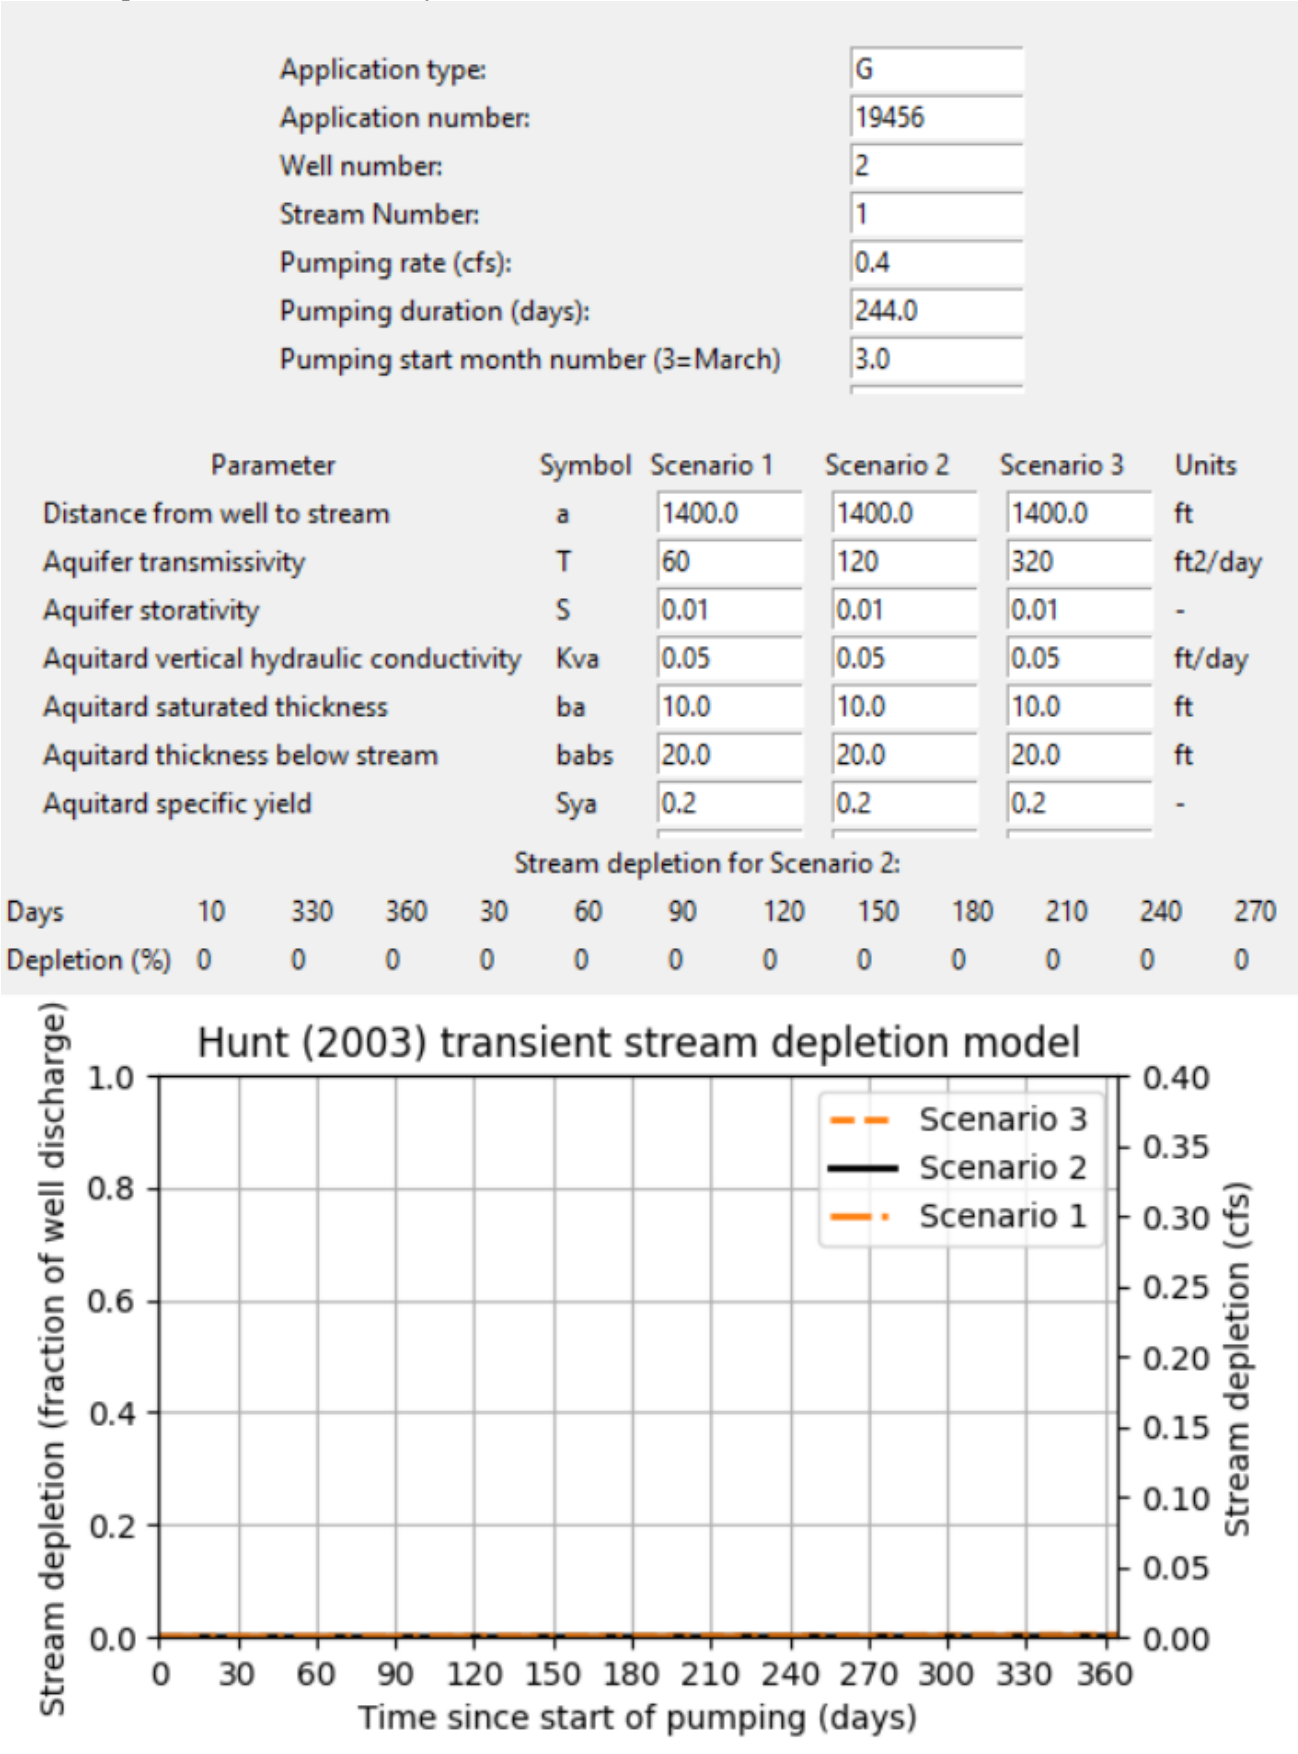 Application type: G
Application number: 19456
Well number: 2
Stream Number: 1
Pumping rate (cfs): 0.4
Pumping duration (days): 244.0
Pumping start month number (3=March) 3.0
Parameter Symbol Scenario 1 Scenario 2 Scenario 3 Units
Distance from well to stream a 1400.0 1400.0 1400.0 ft
Aquifer transmissivity T 60 120 320 ft2/day
Aquifer storativity S 0.01 0.01 0.01 -
Aquitard vertical hydraulic conductivity Kva 0.05 0.05 0.05 ft/day
Aquitard saturated thickness ba 10.0 10.0 10.0 ft
Aquitard thickness below stream babs 20.0 20.0 20.0 ft
Aquitard specific yield Sya 0.2 0.2 0.2 -
Stream depletion for Scenario 2:
Days 10 330 360 30 60 90 120 150 180 210 240 270
Depletion (%) 0 0 0 0 0 0 0 0 0 0 0 0
Hunt (2003) transient stream depletion model
Stream depletion (fraction of well discharge)
1.0
0.8
0.6
0.4
0.2
0.0
Scenario 3
Scenario 2
Scenario 1
0.40
0.35
0.30
0.25
0.20
0.15
0.10
0.05
0.00
Stream depletion (cfs)
0 30 60 90 120 150 180 210 240 270 300 330 360
Time since start of pumping (days)